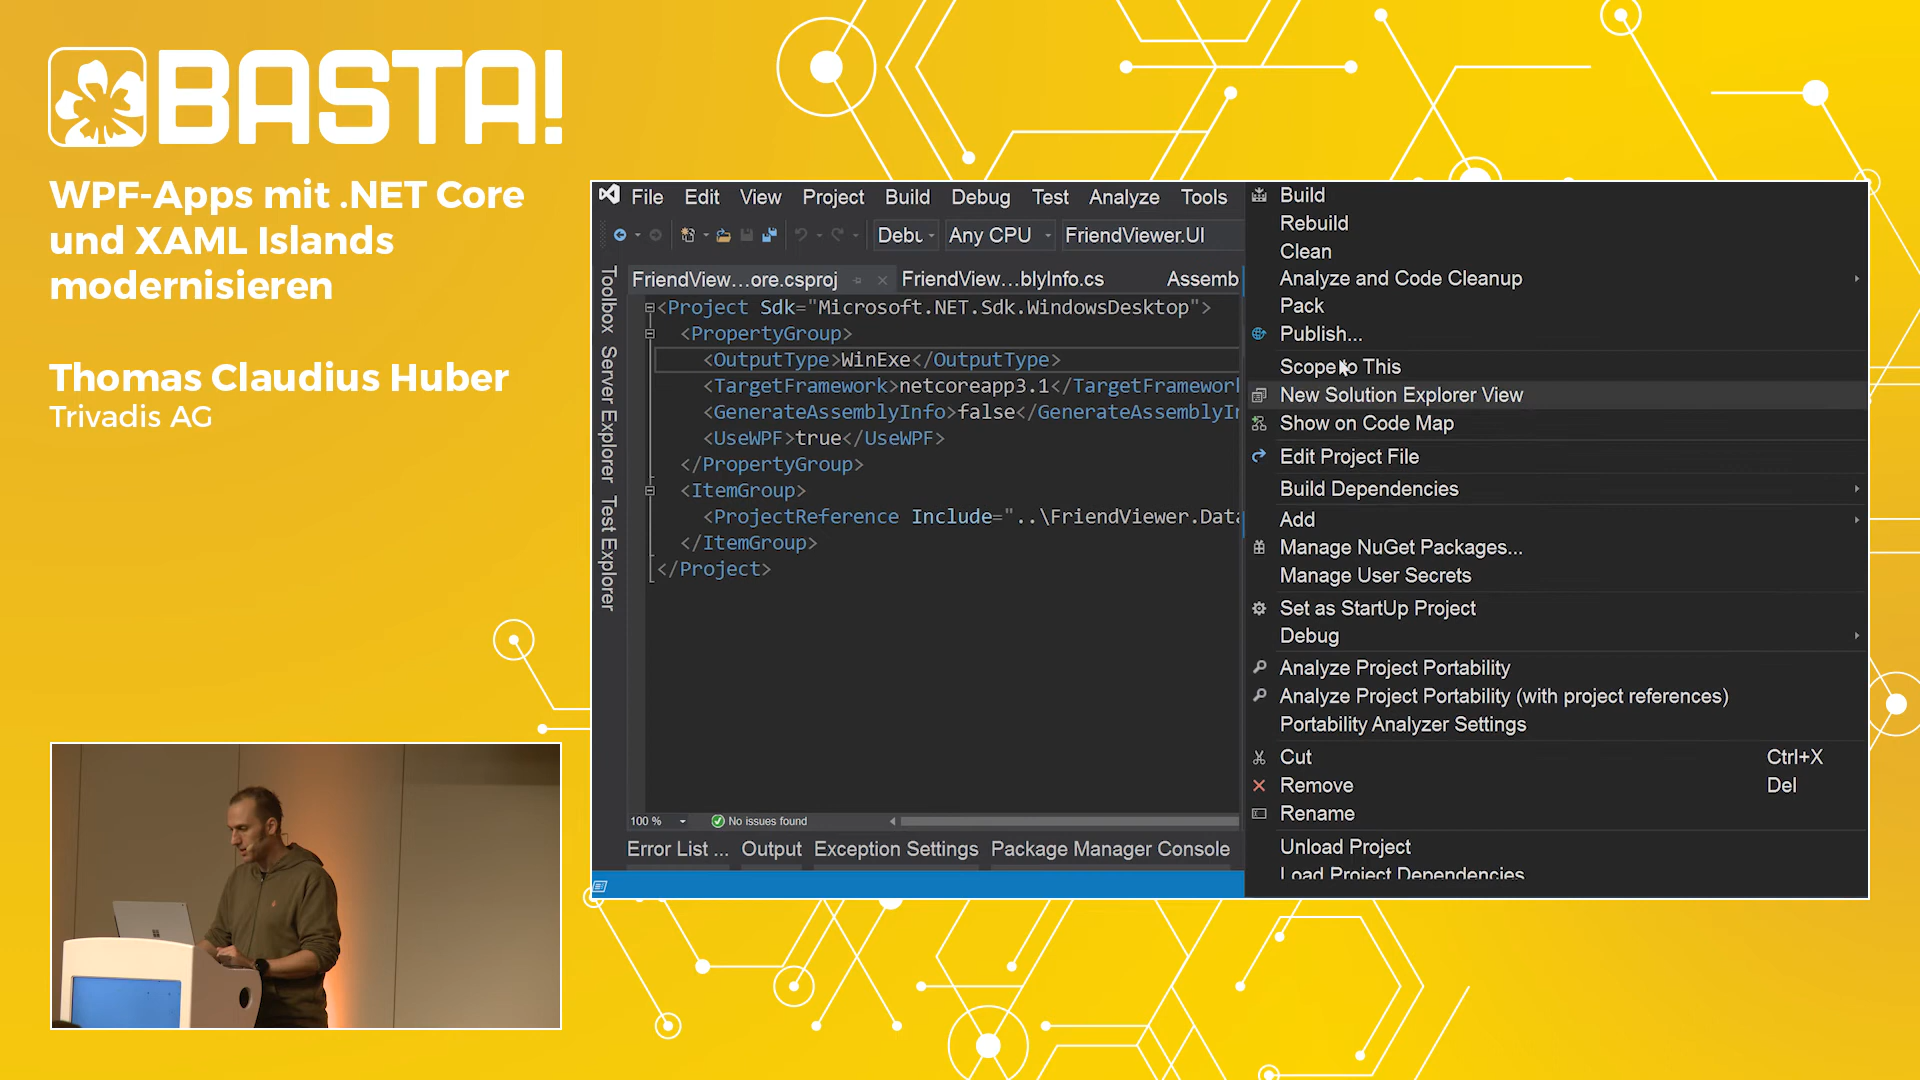 BASTA!
WPF-Apps mit .NET Core
und XAML Islands
modernisieren
Thomas Claudius Huber
Trivadis AG
File Edit View Project Build Debug Test Analyze Tools
Debu Any CPU FriendViewer.UI
Toolbox Server Explorer Test Explorer
FriendView...ore.csproj FriendView...blyInfo.cs Assemb
<Project Sdk="Microsoft.NET.Sdk.WindowsDesktop">
<PropertyGroup>
<OutputType>WinExe</OutputType>
<TargetFramework>netcoreapp3.1</TargetFramework
<GenerateAssemblyInfo>false</GenerateAssemblyIn
<UseWPF>true</UseWPF>
</PropertyGroup>
<ItemGroup>
<ProjectReference Include="..\FriendViewer.Data
</ItemGroup>
</Project>
100 % No issues found
Error List ... Output Exception Settings Package Manager Console
Build
Rebuild
Clean
Analyze and Code Cleanup
Pack
Publish...
Scope to This
New Solution Explorer View
Show on Code Map
Edit Project File
Build Dependencies
Add
Manage NuGet Packages...
Manage User Secrets
Set as StartUp Project
Debug
Analyze Project Portability
Analyze Project Portability (with project references)
Portability Analyzer Settings
Cut Ctrl+X
Remove Del
Rename
Unload Project
Load Project Dependencies